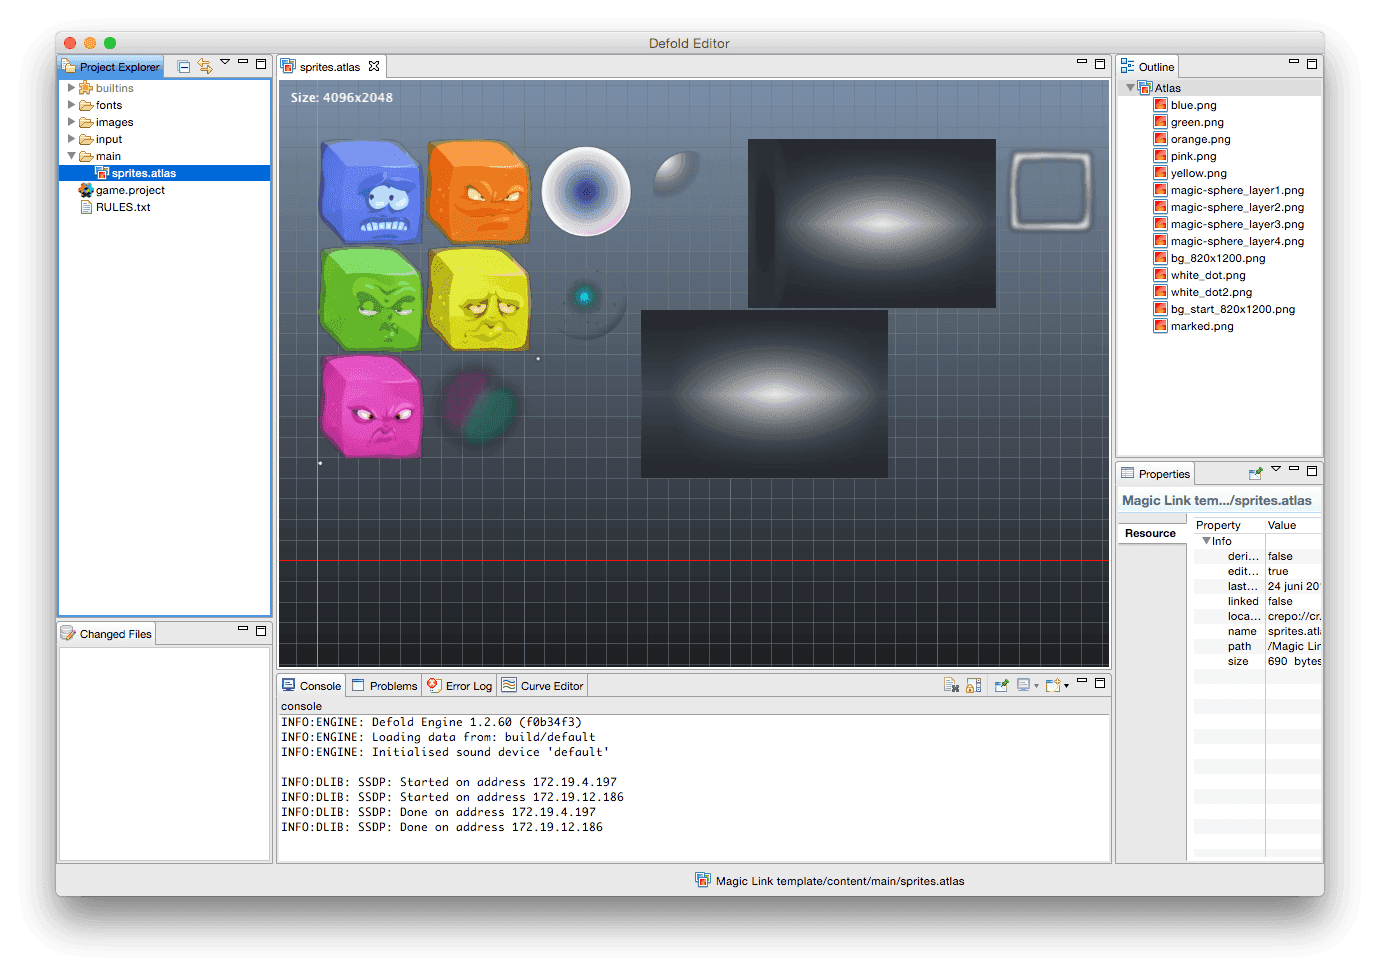 Defold Editor
Project Explorer
builtins
fonts
images
input
main
sprites.atlas
game.project
RULES.txt
Changed Files
sprites.atlas
Size: 4096x2048
Console
Problems
Error Log
Curve Editor
console
INFO:ENGINE: Defold Engine 1.2.60 (f0b34f3)
INFO:ENGINE: Loading data from: build/default
INFO:ENGINE: Initialised sound device 'default'
INFO:DLIB: SSDP: Started on address 172.19.4.197
INFO:DLIB: SSDP: Started on address 172.19.12.186
INFO:DLIB: SSDP: Done on address 172.19.4.197
INFO:DLIB: SSDP: Done on address 172.19.12.186
Outline
Atlas
blue.png
green.png
orange.png
pink.png
yellow.png
magic-sphere_layer1.png
magic-sphere_layer2.png
magic-sphere_layer3.png
magic-sphere_layer4.png
bg_820x1200.png
white_dot.png
white_dot2.png
bg_start_820x1200.png
marked.png
Properties
Magic Link tem.../sprites.atlas
Resource
Property Value
Info
deri... false
edit... true
last... 24 juni 20
linked false
loca... crepo://cr.
name sprites.atl
path /Magic Lin
size 690 bytes
Magic Link template/content/main/sprites.atlas